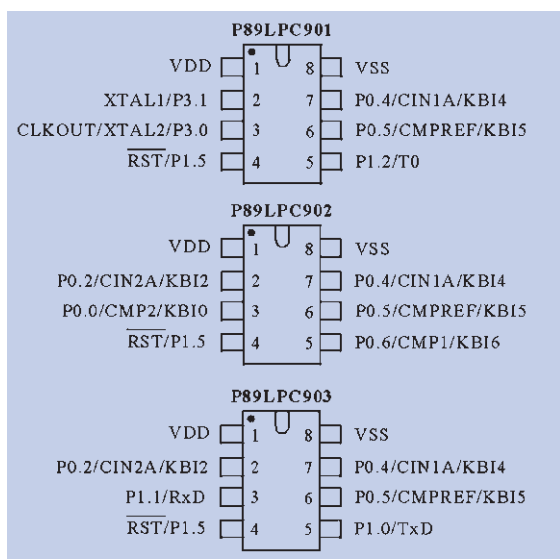 P89LPC901
VDD 1 8 VSS
XTAL1/P3.1 2 7 P0.4/CIN1A/KBI4
CLKOUT/XTAL2/P3.0 3 6 P0.5/CMPREF/KBI5
RST/P1.5 4 5 P1.2/T0
P89LPC902
VDD 1 8 VSS
P0.2/CIN2A/KBI2 2 7 P0.4/CIN1A/KBI4
P0.0/CMP2/KBI0 3 6 P0.5/CMPREF/KBI5
RST/P1.5 4 5 P0.6/CMP1/KBI6
P89LPC903
VDD 1 8 VSS
P0.2/CIN2A/KBI2 2 7 P0.4/CIN1A/KBI4
P1.1/RxD 3 6 P0.5/CMPREF/KBI5
RST/P1.5 4 5 P1.0/TxD